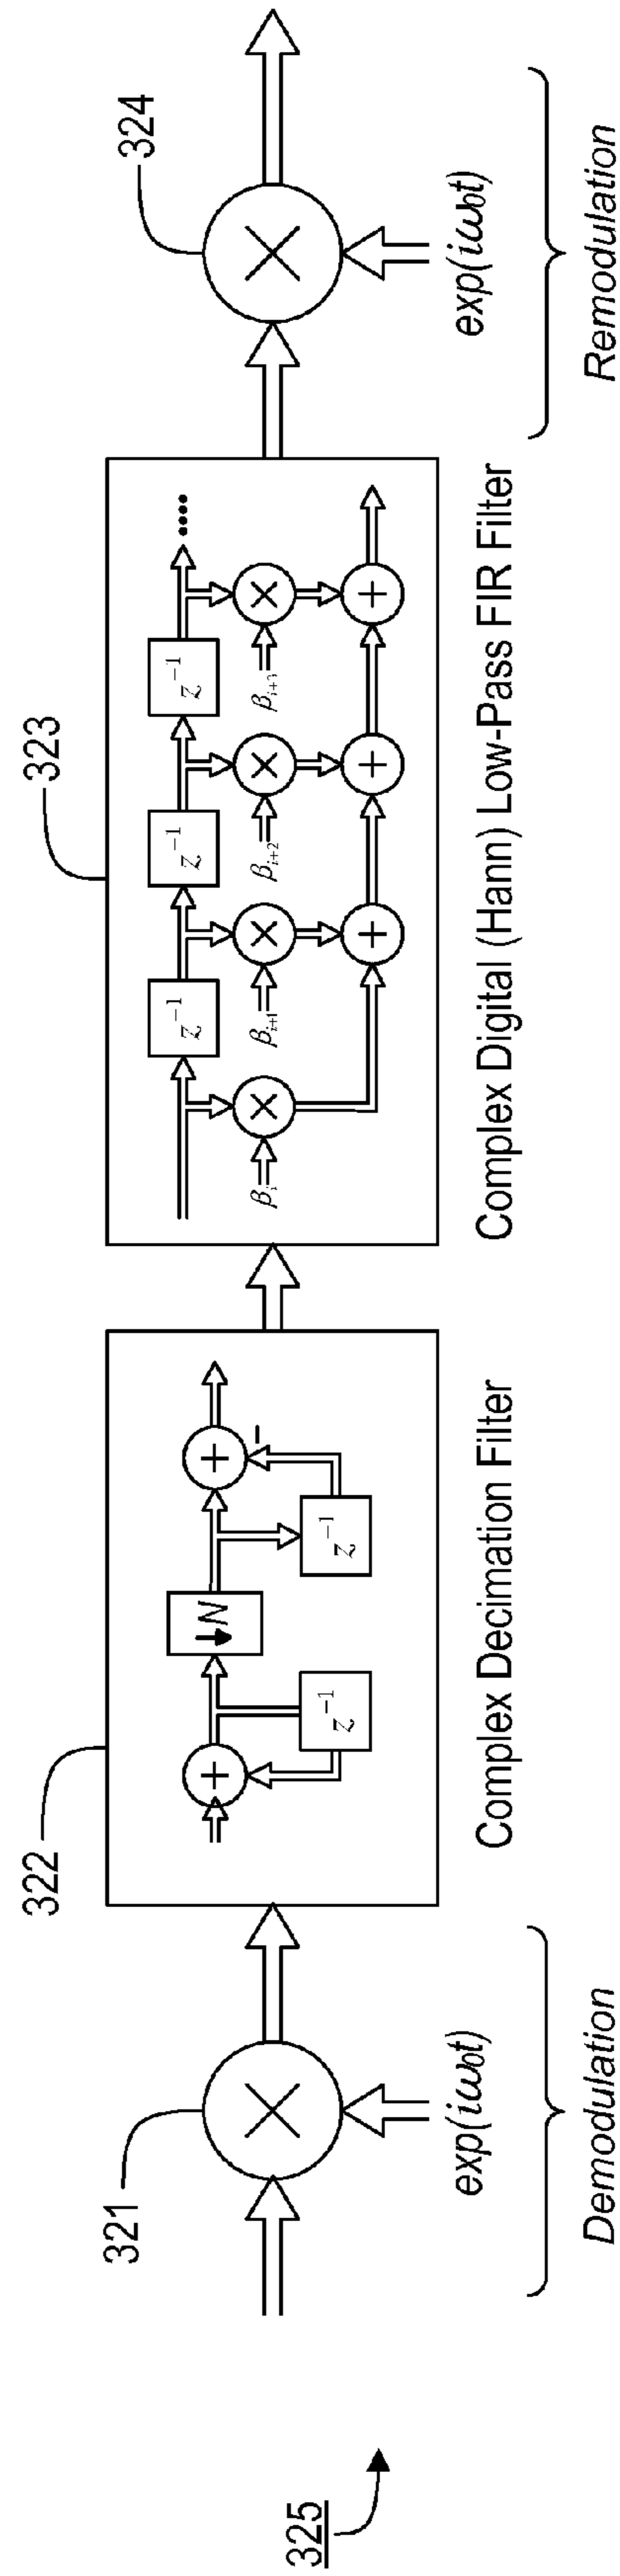 325
321
322
323
324
exp(iω0t)
Demodulation
z⁻¹
↓N
z⁻¹
−
Complex Decimation Filter
z⁻¹
z⁻¹
z⁻¹
....
βᵢ
βᵢ₊₁
βᵢ₊₂
βᵢ₊₃
Complex Digital (Hann) Low-Pass FIR Filter
exp(iω0t)
Remodulation